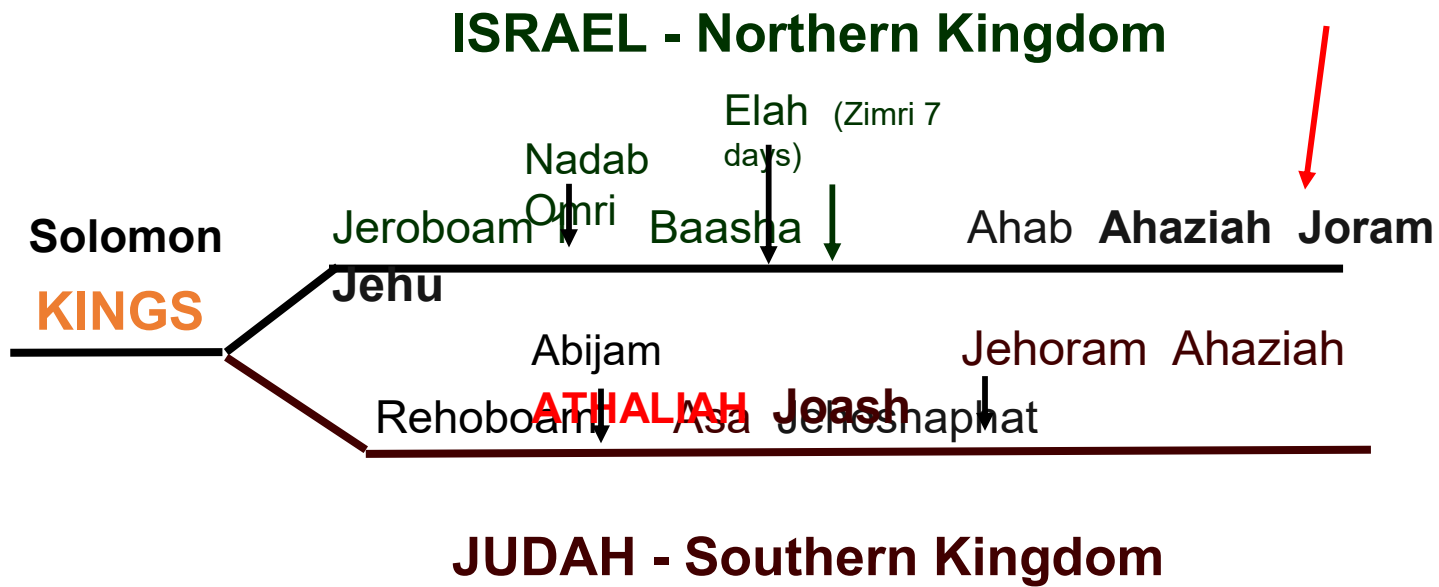 ISRAEL - Northern Kingdom
Elah (Zimri 7
days)
Nadab
Omri
Jeroboam 1 Baasha Ahab Ahaziah Joram
Jehu
Solomon
KINGS
Abijam
ATHALIAH Joash
Jehoram Ahaziah
Rehoboam Asa Jehoshaphat
JUDAH - Southern Kingdom